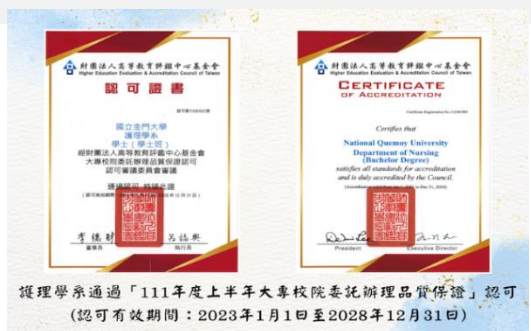 財團法人高等教育評鑑中心基金會
Higher Education Evaluation & Accreditation Council of Taiwan
認可證書
國立金門大學
護理學系
學士(學士班)
經財團法人高等教育評鑑中心基金會
大專校院委託辦理品質保證認可
認可審議委員會審議
通過認可 特頒此證
董事長
執行長
財團法人高等教育評鑑中心基金會
Higher Education Evaluation & Accreditation Council of Taiwan
CERTIFICATE
OF ACCREDITATION
Certifies that
National Quemoy University
Department of Nursing
(Bachelor Degree)
satisfies all standards for accreditation
and is duly accredited by the Council.
President
Executive Director
護理學系通過「111年度上半年大專校院委託辦理品質保證」認可
(認可有效期間:2023年1月1日至2028年12月31日)